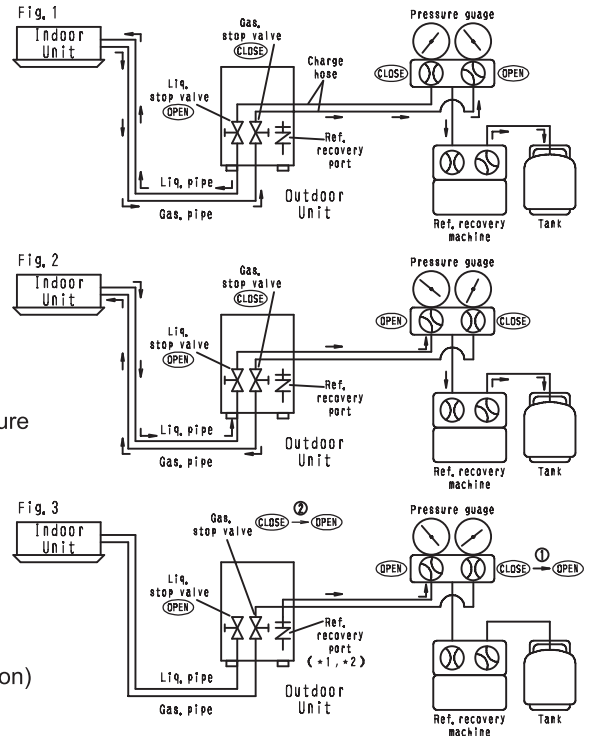 Fig. 1
Indoor
Unit
Gas.
stop valve
CLOSE
Liq.
stop valve
OPEN
Charge
hose
Pressure guage
CLOSE
OPEN
Ref.
recovery
port
Liq. pipe
Gas. pipe
Outdoor
Unit
Ref. recovery
machine
Tank
Fig. 2
Indoor
Unit
Gas.
stop valve
CLOSE
Liq.
stop valve
OPEN
Pressure guage
OPEN
CLOSE
Ref.
recovery
port
ure
Liq. pipe
Gas. pipe
Outdoor
Unit
Ref. recovery
machine
Tank
Fig. 3
Indoor
Unit
Gas.
stop valve
② CLOSE → OPEN
Liq.
stop valve
OPEN
Pressure guage
OPEN
① CLOSE → OPEN
Ref.
recovery
port
(*1,*2)
on)
Liq. pipe
Gas. pipe
Outdoor
Unit
Ref. recovery
machine
Tank